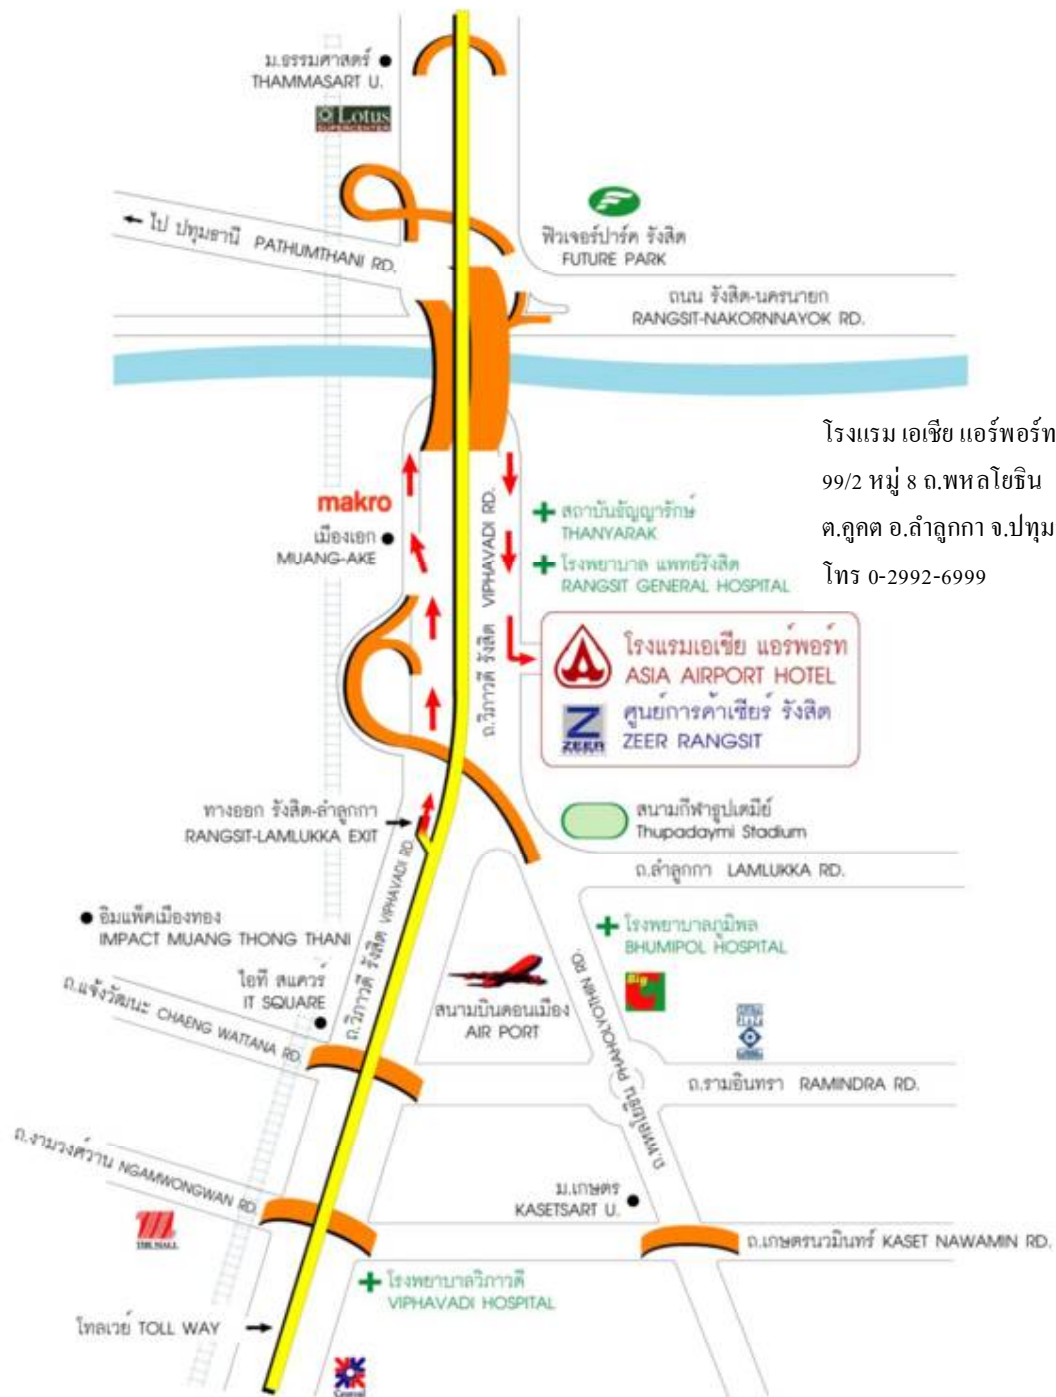 ม.ธรรมศาสตร์
THAMMASART U.
Lotus
SUPERCENTER
← ไป ปทุมธานี PATHUMTHANI RD.
ฟิวเจอร์ปาร์ค รังสิต
FUTURE PARK
ถนน รังสิต-นครนายก
RANGSIT-NAKORNNAYOK RD.
โรงแรม เอเชีย แอร์พอร์ท
99/2 หมู่ 8 ถ.พหลโยธิน
ต.คูคต อ.ลำลูกกา จ.ปทุม
โทร 0-2992-6999
makro
เมืองเอก
MUANG-AKE
ถ.วิภาวดี รังสิต VIPHAVADI RD.
สถาบันธัญญารักษ์
THANYARAK
โรงพยาบาล แพทย์รังสิต
RANGSIT GENERAL HOSPITAL
โรงแรมเอเชีย แอร์พอร์ท
ASIA AIRPORT HOTEL
Z
ZEER
ศูนย์การค้าเซียร์ รังสิต
ZEER RANGSIT
ทางออก รังสิต-ลำลูกกา
RANGSIT-LAMLUKKA EXIT
สนามกีฬาธูปเตมีย์
Thupadaymi Stadium
ถ.ลำลูกกา LAMLUKKA RD.
อิมแพ็คเมืองทอง
IMPACT MUANG THONG THANI
ถ.วิภาวดี รังสิต VIPHAVADI RD.
โรงพยาบาลภูมิพล
BHUMIPOL HOSPITAL
Big
C
ไอที สแควร์
IT SQUARE
สนามบินดอนเมือง
AIR PORT
ถ.แจ้งวัฒนะ CHAENG WATTANA RD.
ถ.พหลโยธิน PHAHOLYOTHIN RD.
ถ.รามอินทรา RAMINDRA RD.
ถ.งามวงศ์วาน NGAMWONGWAN RD.
THE MALL
ม.เกษตร
KASETSART U.
ถ.เกษตรนวมินทร์ KASET NAWAMIN RD.
โรงพยาบาลวิภาวดี
VIPHAVADI HOSPITAL
โทลเวย์ TOLL WAY
Central